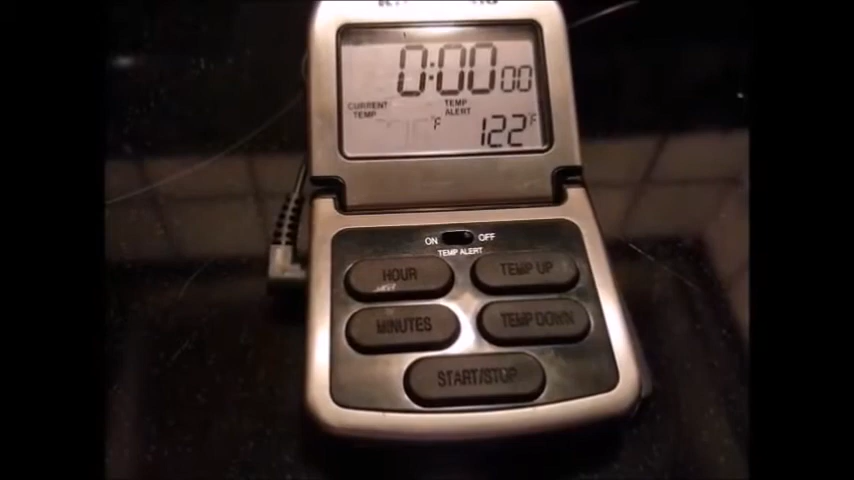 0:00 00
CURRENT TEMP
°F
TEMP ALERT
122°F
ON OFF
TEMP ALERT
HOUR
TEMP UP
MINUTES
TEMP DOWN
START/STOP